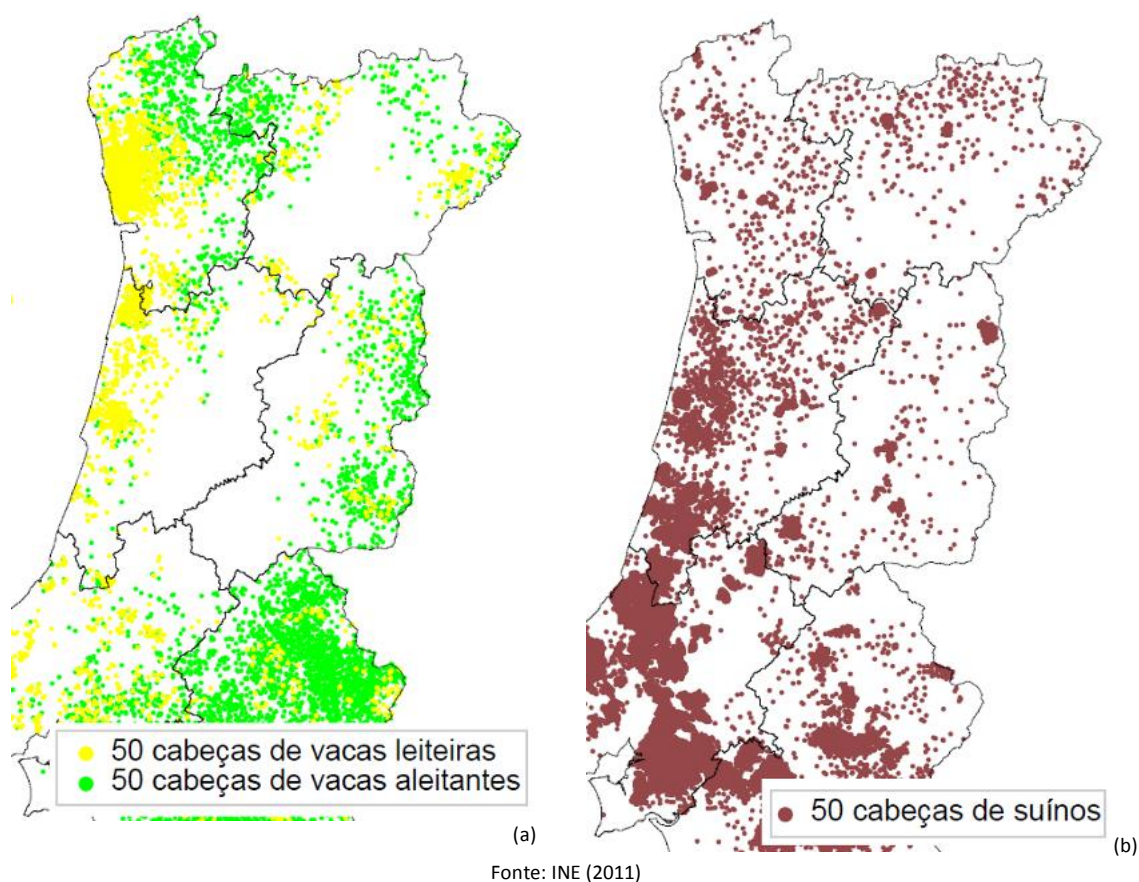 50 cabeças de vacas leiteiras
50 cabeças de vacas aleitantes
(a)
50 cabeças de suínos
(b)
Fonte: INE (2011)